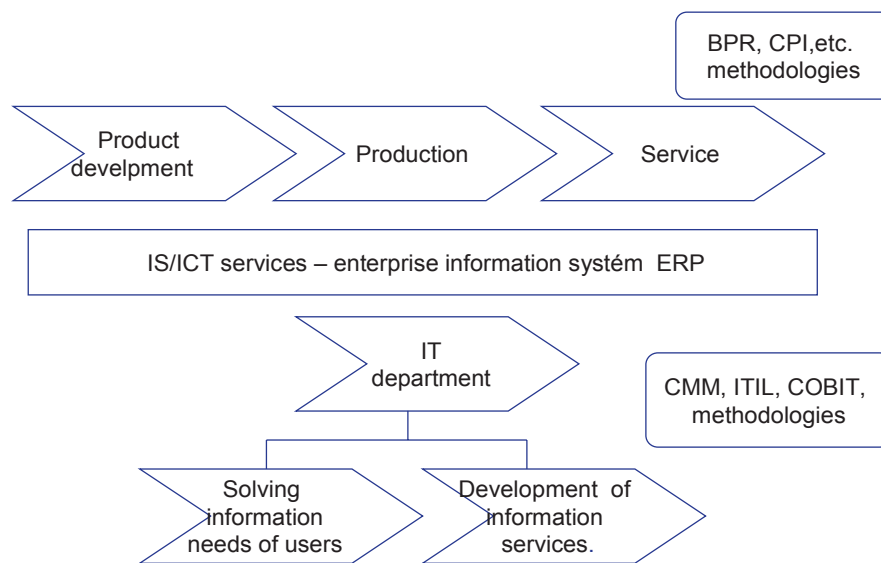 BPR, CPI,etc.
methodologies
Product
develpment
Production
Service
IS/ICT services – enterprise information systém ERP
IT
department
CMM, ITIL, COBIT,
methodologies
Solving
information
needs of users
Development of
information
services.